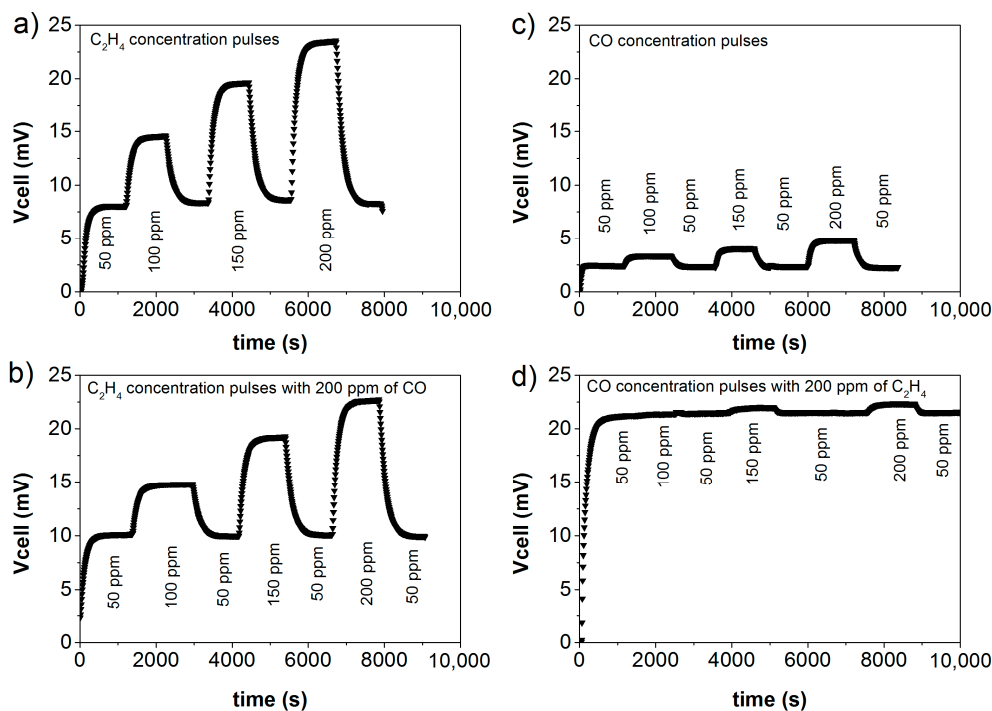 a)
C₂H₄ concentration pulses
25
20
15
10
5
0
Vcell (mV)
50 ppm
100 ppm
150 ppm
200 ppm
0 2000 4000 6000 8000 10,000
time (s)
c)
CO concentration pulses
25
20
15
10
5
0
Vcell (mV)
50 ppm
100 ppm
50 ppm
150 ppm
50 ppm
200 ppm
50 ppm
0 2000 4000 6000 8000 10,000
time (s)
b)
C₂H₄ concentration pulses with 200 ppm of CO
25
20
15
10
5
0
Vcell (mV)
50 ppm
100 ppm
50 ppm
150 ppm
50 ppm
200 ppm
50 ppm
0 2000 4000 6000 8000 10,000
time (s)
d)
CO concentration pulses with 200 ppm of C₂H₄
25
20
15
10
5
0
Vcell (mV)
50 ppm
100 ppm
50 ppm
150 ppm
50 ppm
200 ppm
50 ppm
0 2000 4000 6000 8000 10,000
time (s)